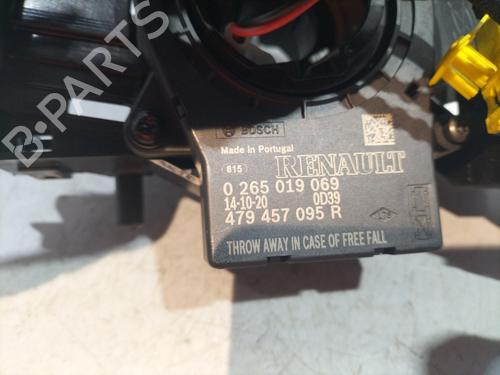 BOSCH
Made in Portugal
(815) RENAULT
0 265 019 069
14-10-20 0D39
479 457 095 R
THROW AWAY IN CASE OF FREE FALL
B-PARTS